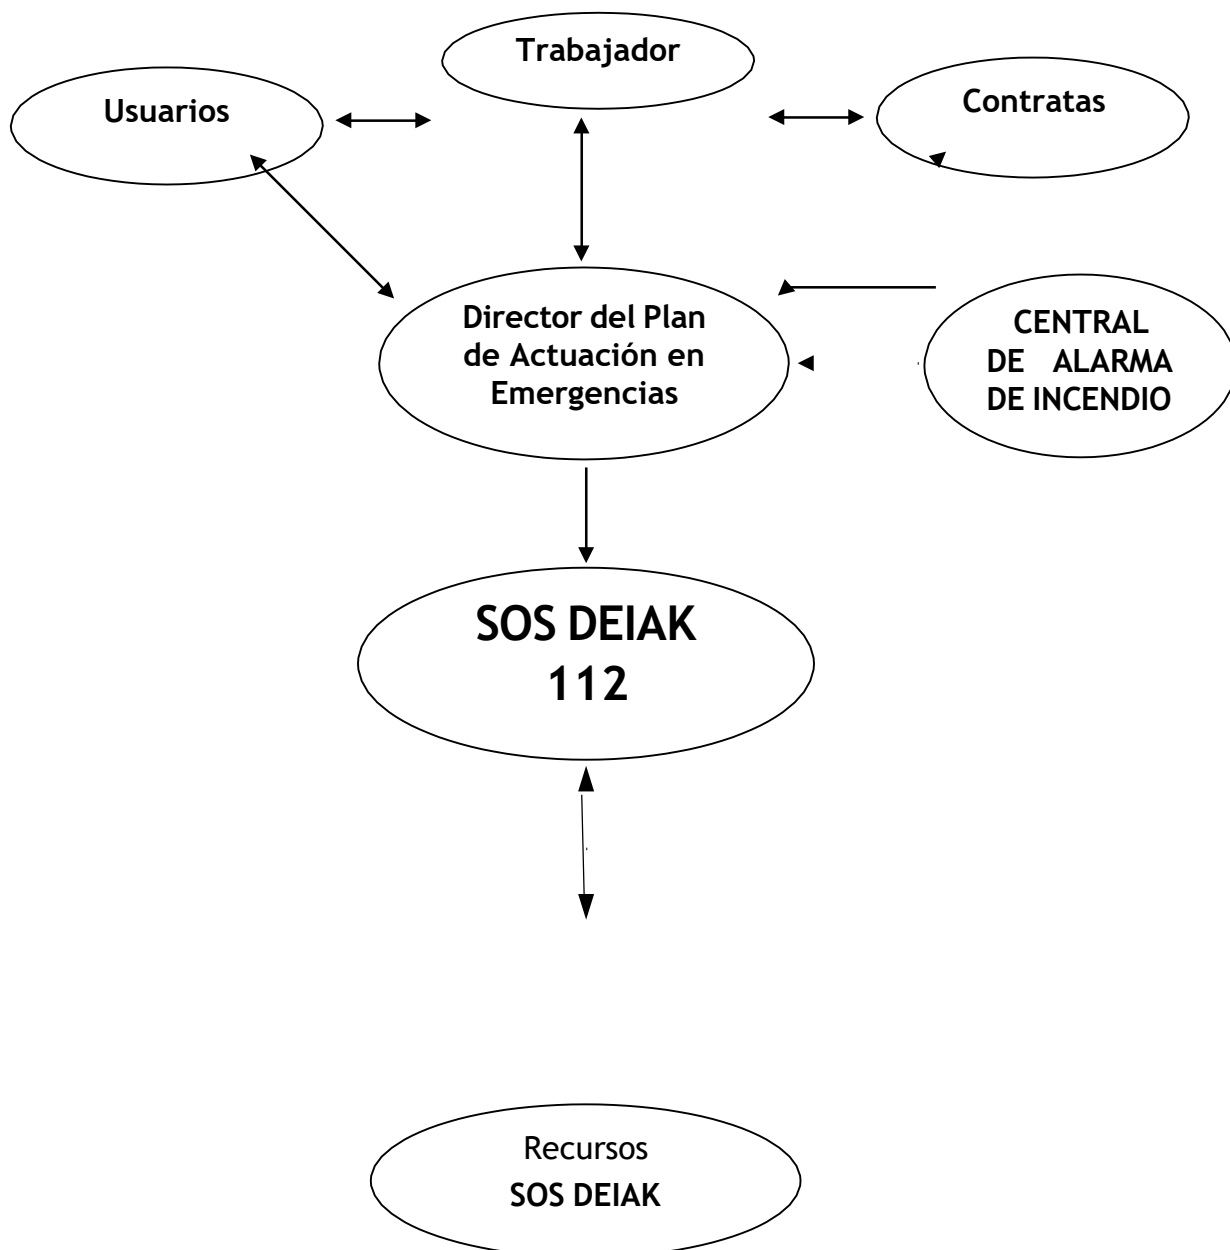 Trabajador
Usuarios
Contratas
Director del Plan
de Actuación en
Emergencias
CENTRAL
DE ALARMA
DE INCENDIO
SOS DEIAK
112
Recursos
SOS DEIAK